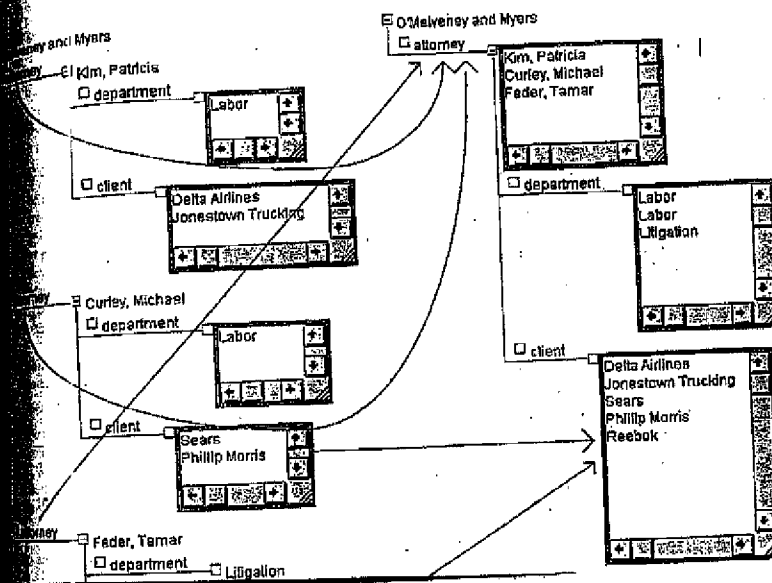 and Myers
Kim, Patricia
department
Labor
client
Delta Airlines
Jonestown Trucking
Curley, Michael
department
Labor
client
Sears
Phillip Morris
Feder, Tamar
department
Litigation
O'Melveney and Myers
attorney
Kim, Patricia
Curley, Michael
Feder, Tamar
department
Labor
Labor
Litigation
client
Delta Airlines
Jonestown Trucking
Sears
Phillip Morris
Reebok